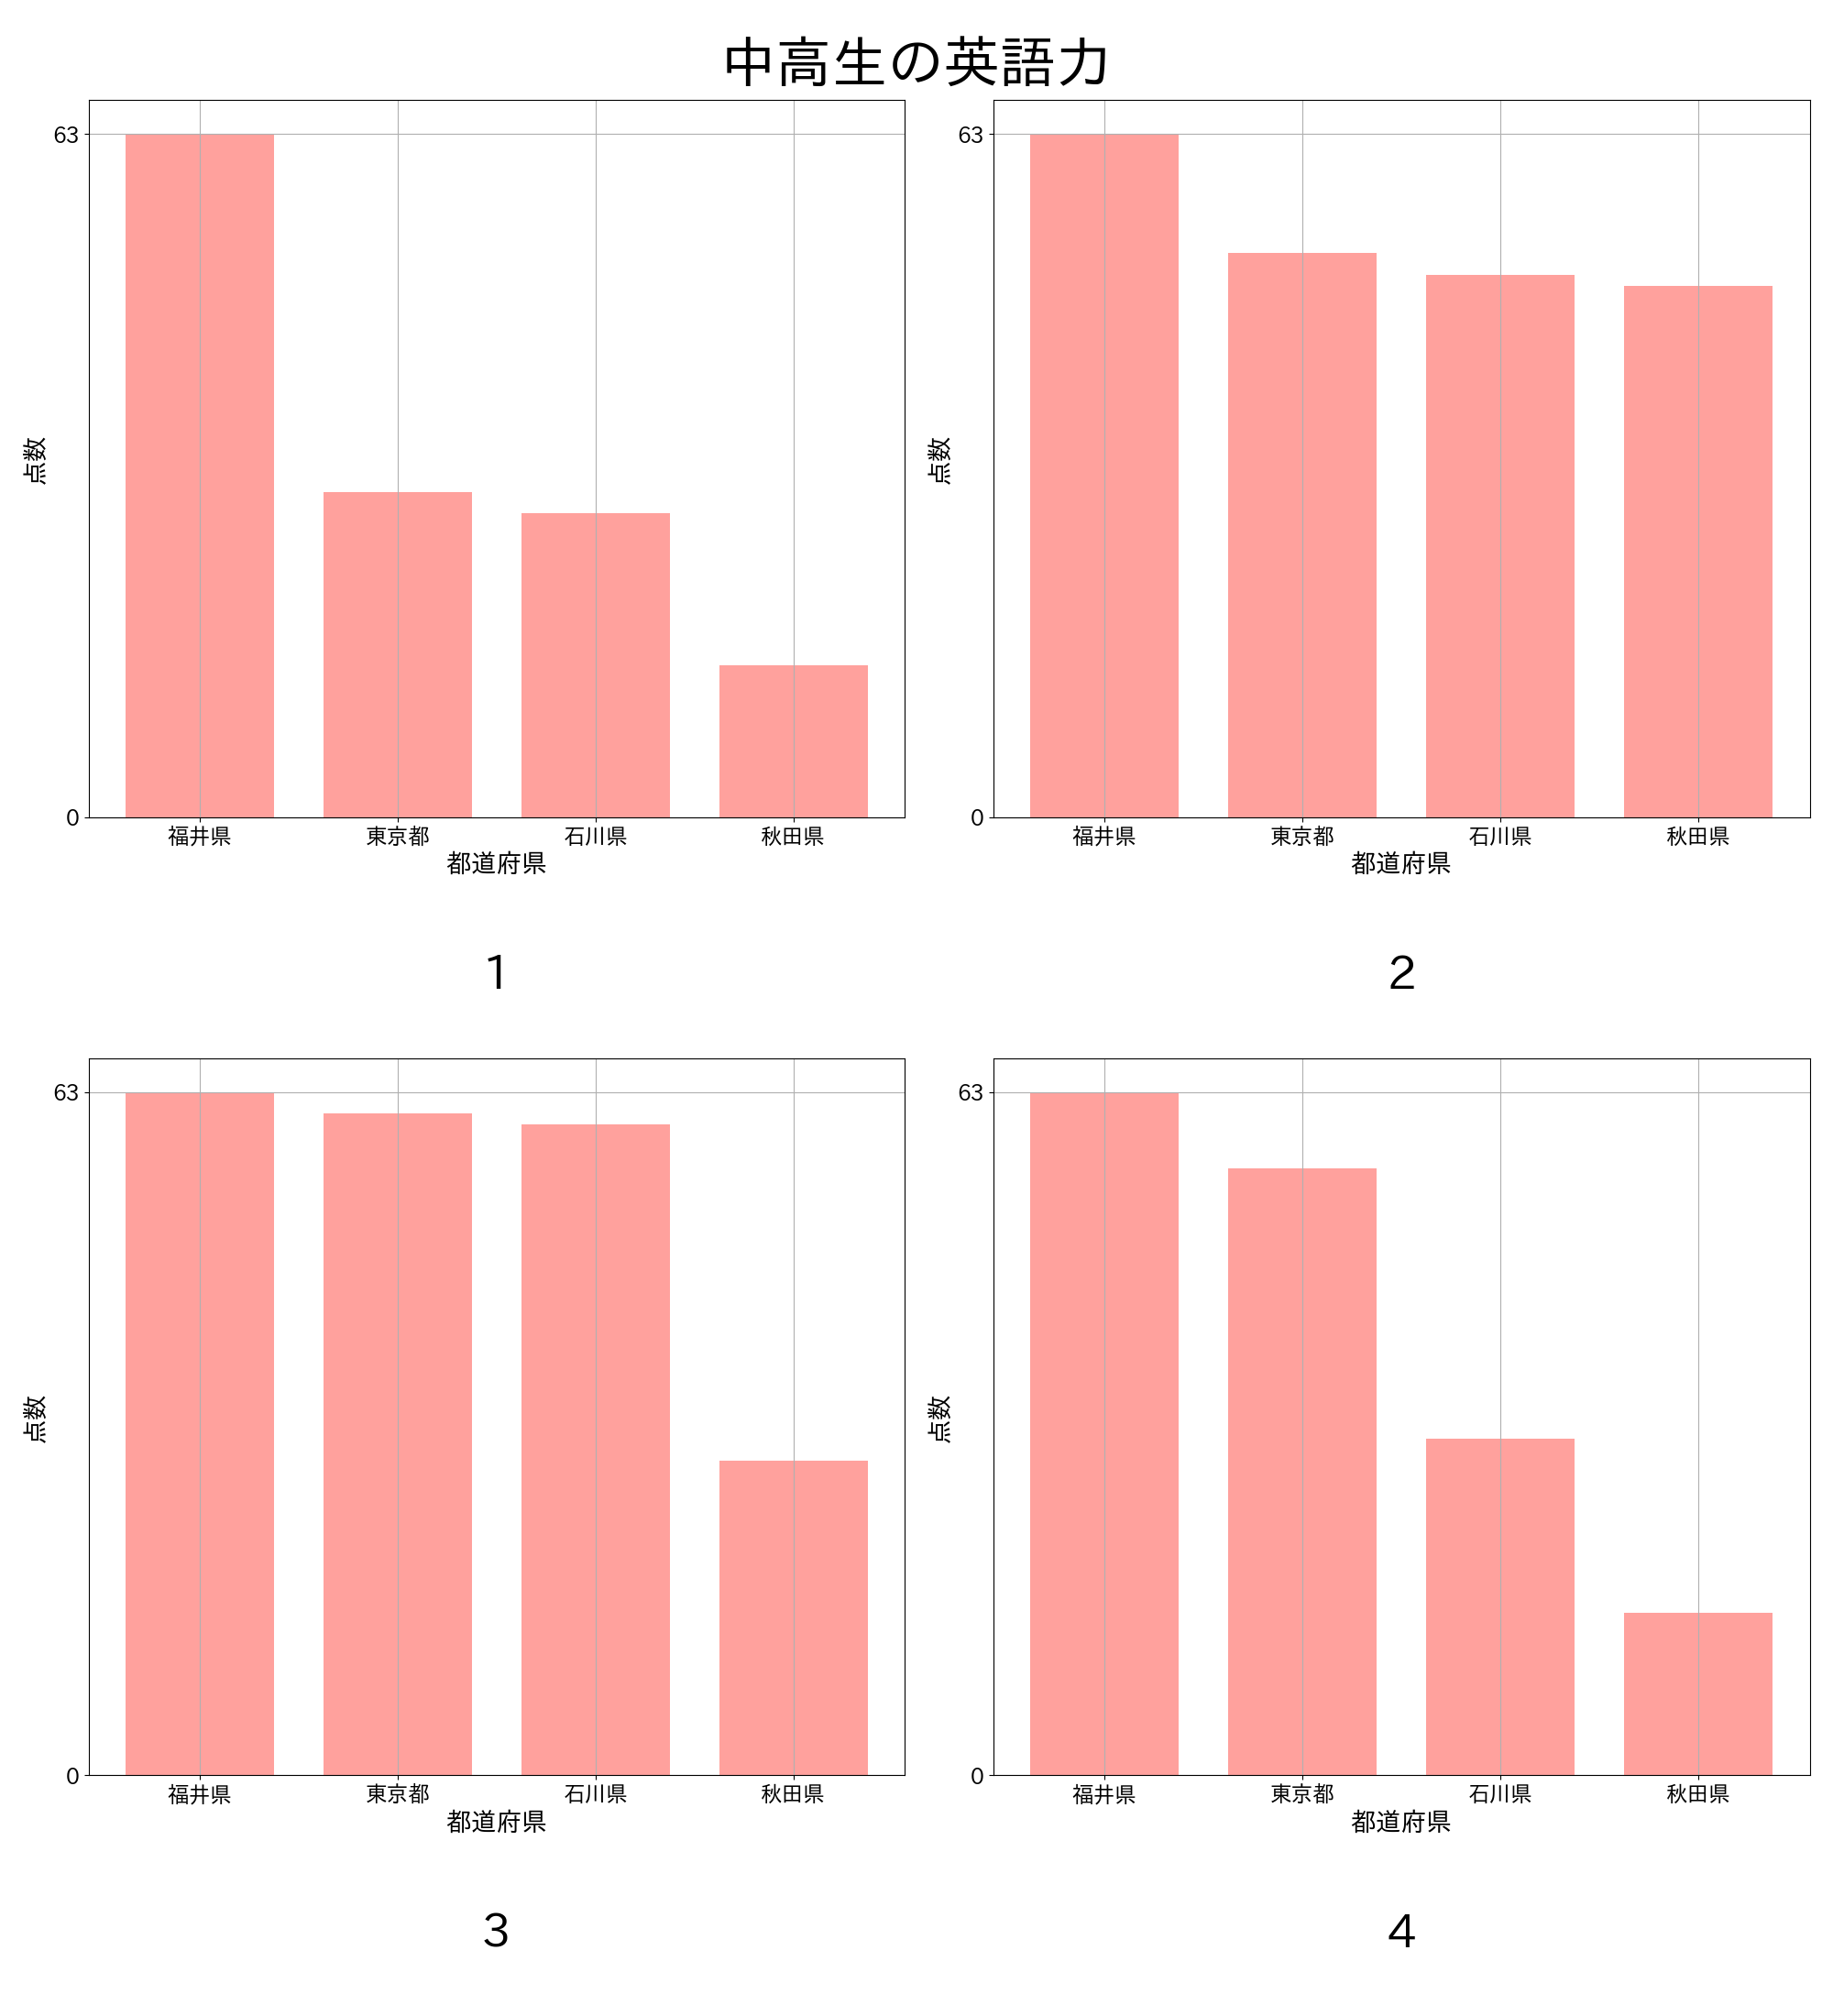 中高生の英語力
63
点数
0
福井県 東京都 石川県 秋田県
都道府県
1
63
点数
0
福井県 東京都 石川県 秋田県
都道府県
2
63
点数
0
福井県 東京都 石川県 秋田県
都道府県
3
63
点数
0
福井県 東京都 石川県 秋田県
都道府県
4